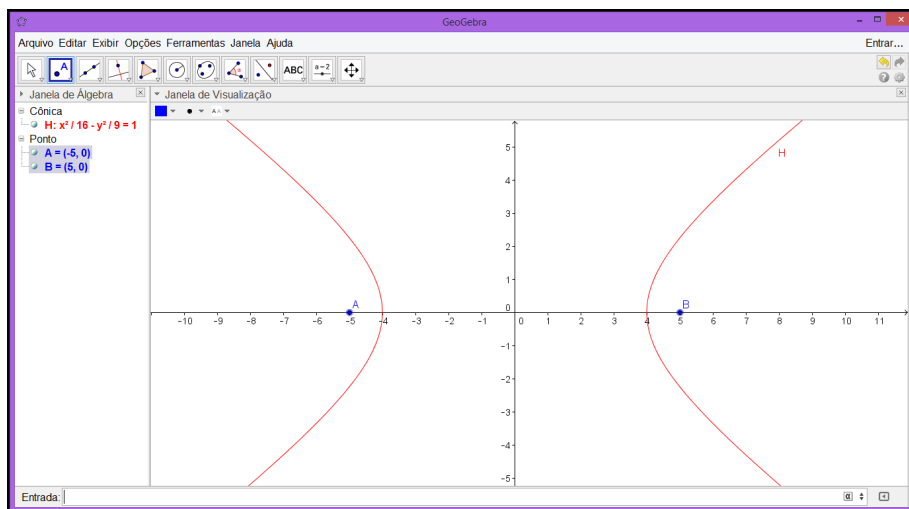 GeoGebra
Arquivo Editar Exibir Opções Ferramentas Janela Ajuda
Entrar...
ABC
a=2
Janela de Álgebra
Janela de Visualização
Cônica
H: x² / 16 - y² / 9 = 1
Ponto
A = (-5, 0)
B = (5, 0)
AA
5
H
4
3
2
1
A
B
0
-10 -9 -8 -7 -6 -5 -4 -3 -2 -1 0 1 2 3 4 5 6 7 8 9 10 11
-1
-2
-3
-4
-5
Entrada:
α